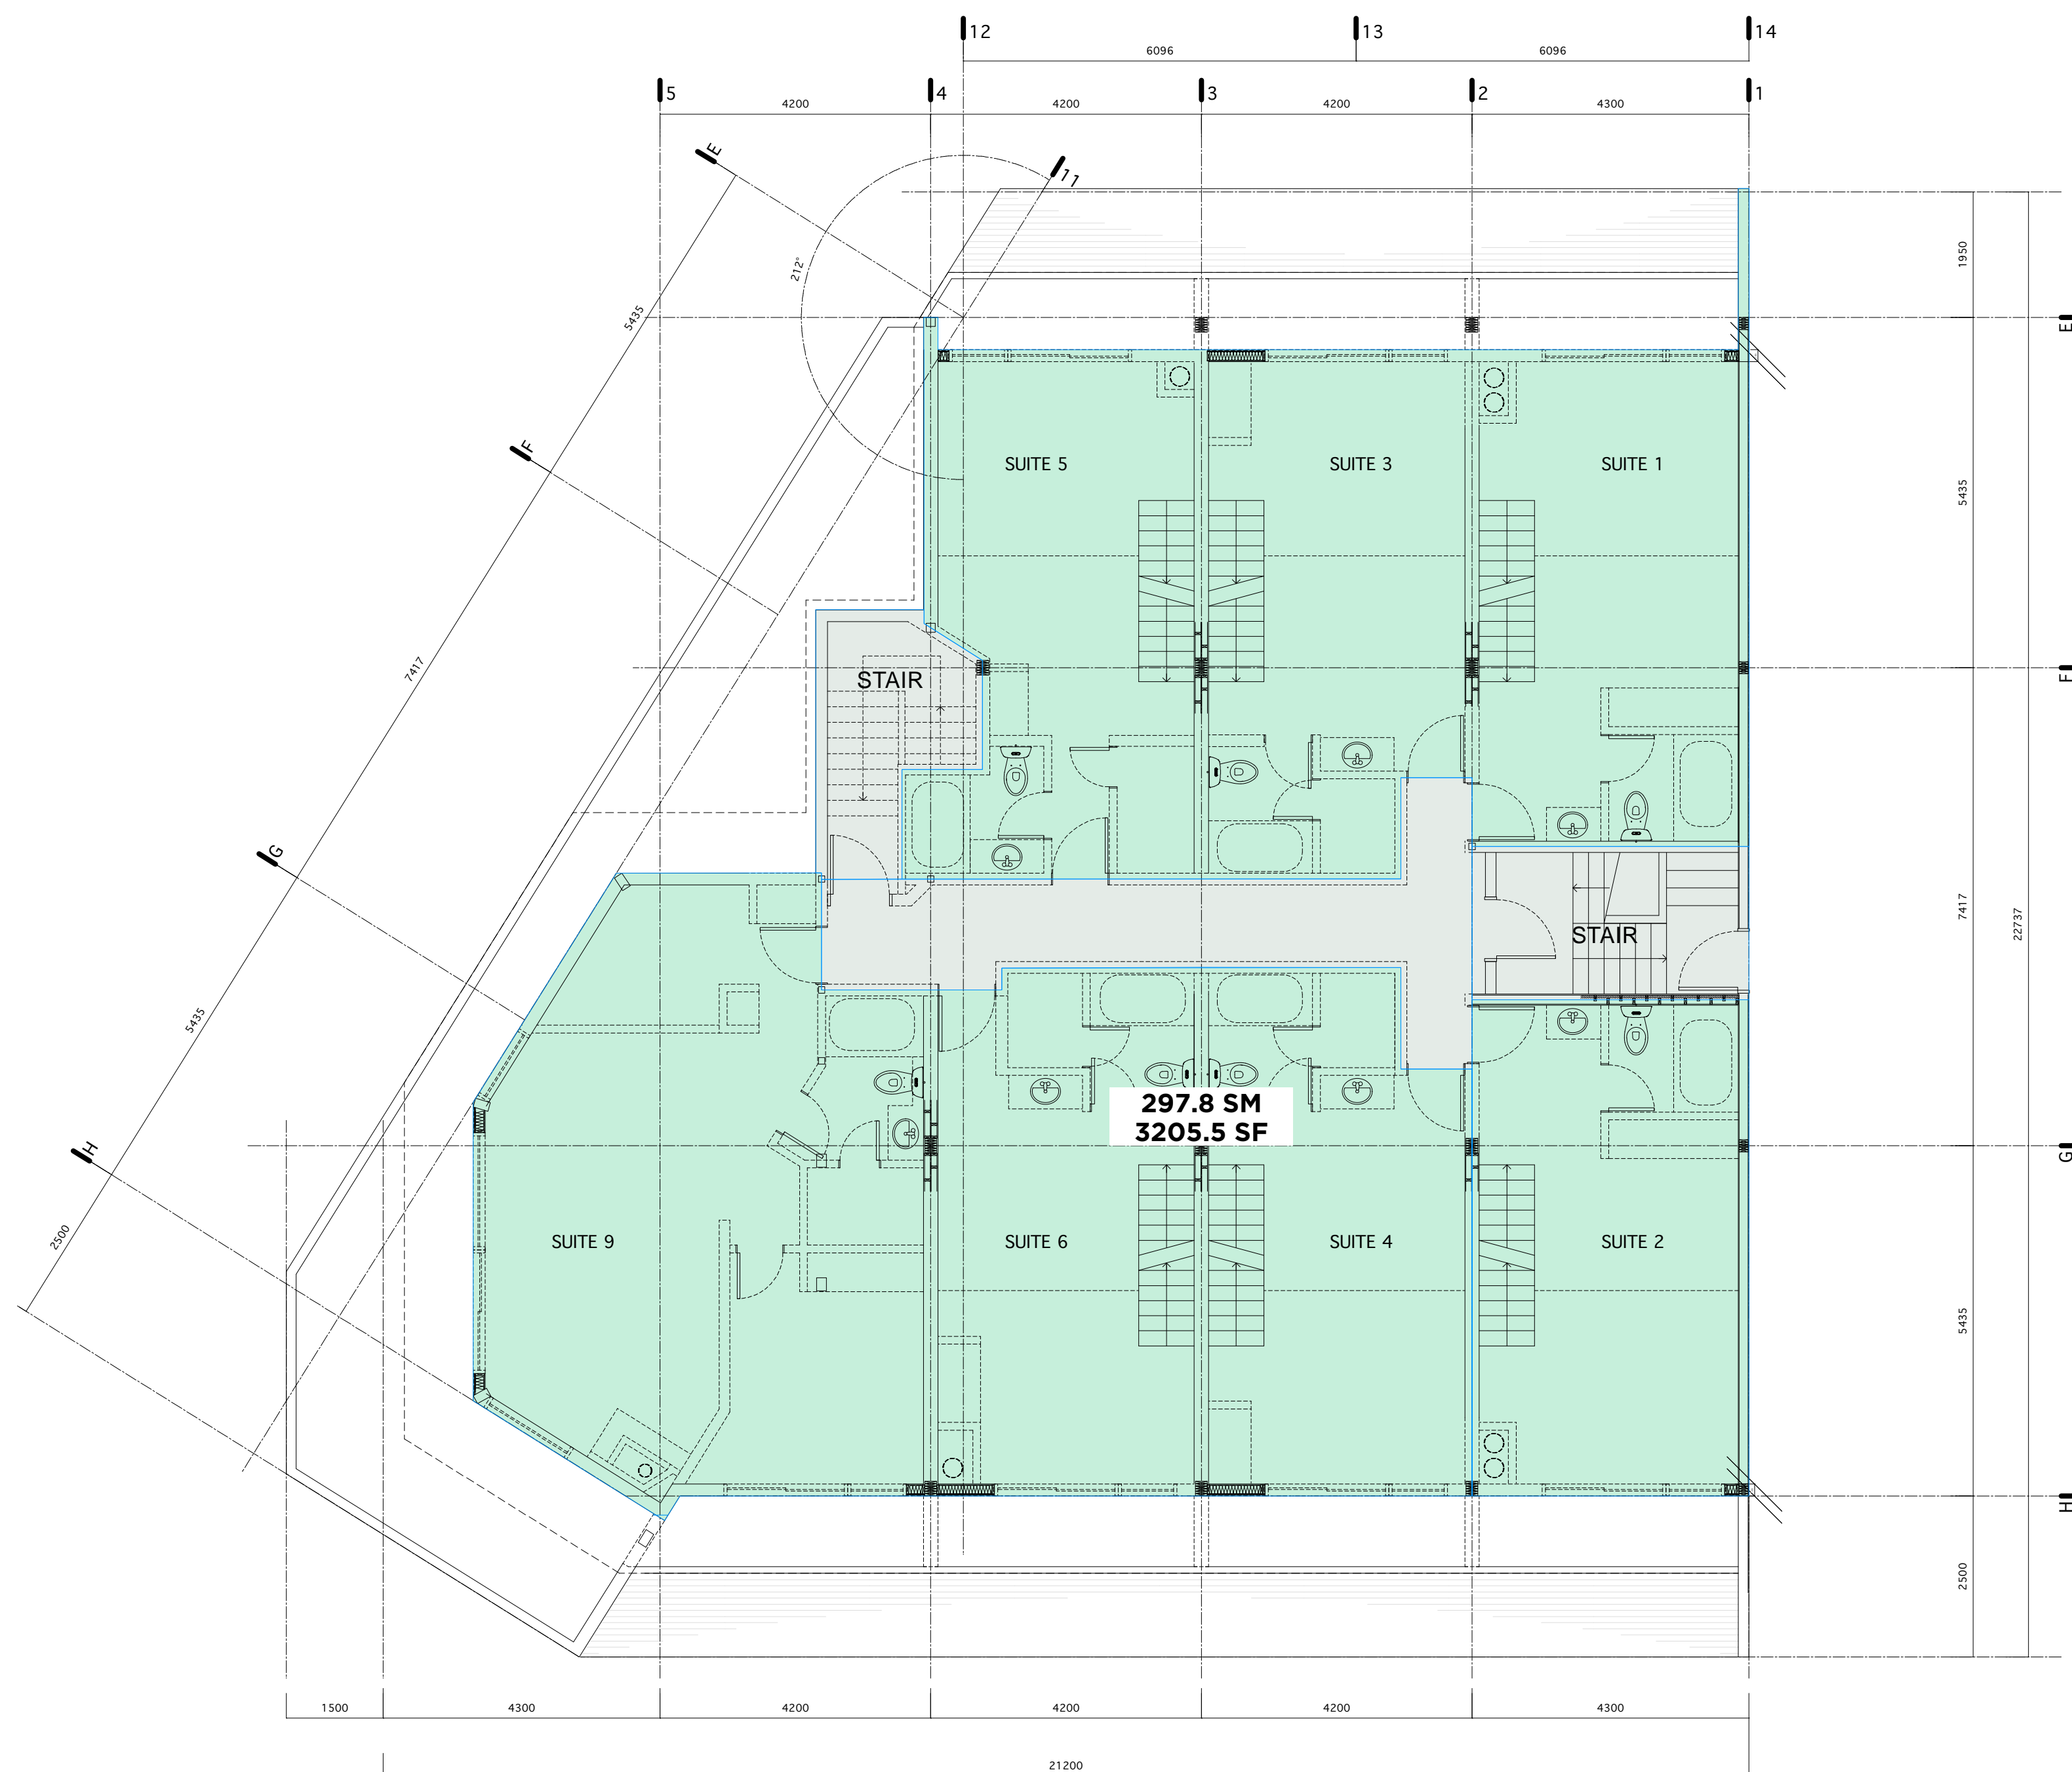 12
13
14
6096
6096
5
4
3
2
1
4200
4200
4200
4300
E
11
212°
1950
5435
E
F
SUITE 5
SUITE 3
SUITE 1
5435
7417
STAIR
F
G
7417
22737
STAIR
5435
297.8 SM
3205.5 SF
H
G
2500
SUITE 9
SUITE 6
SUITE 4
SUITE 2
5435
H
2500
1500
4300
4200
4200
4200
4300
21200